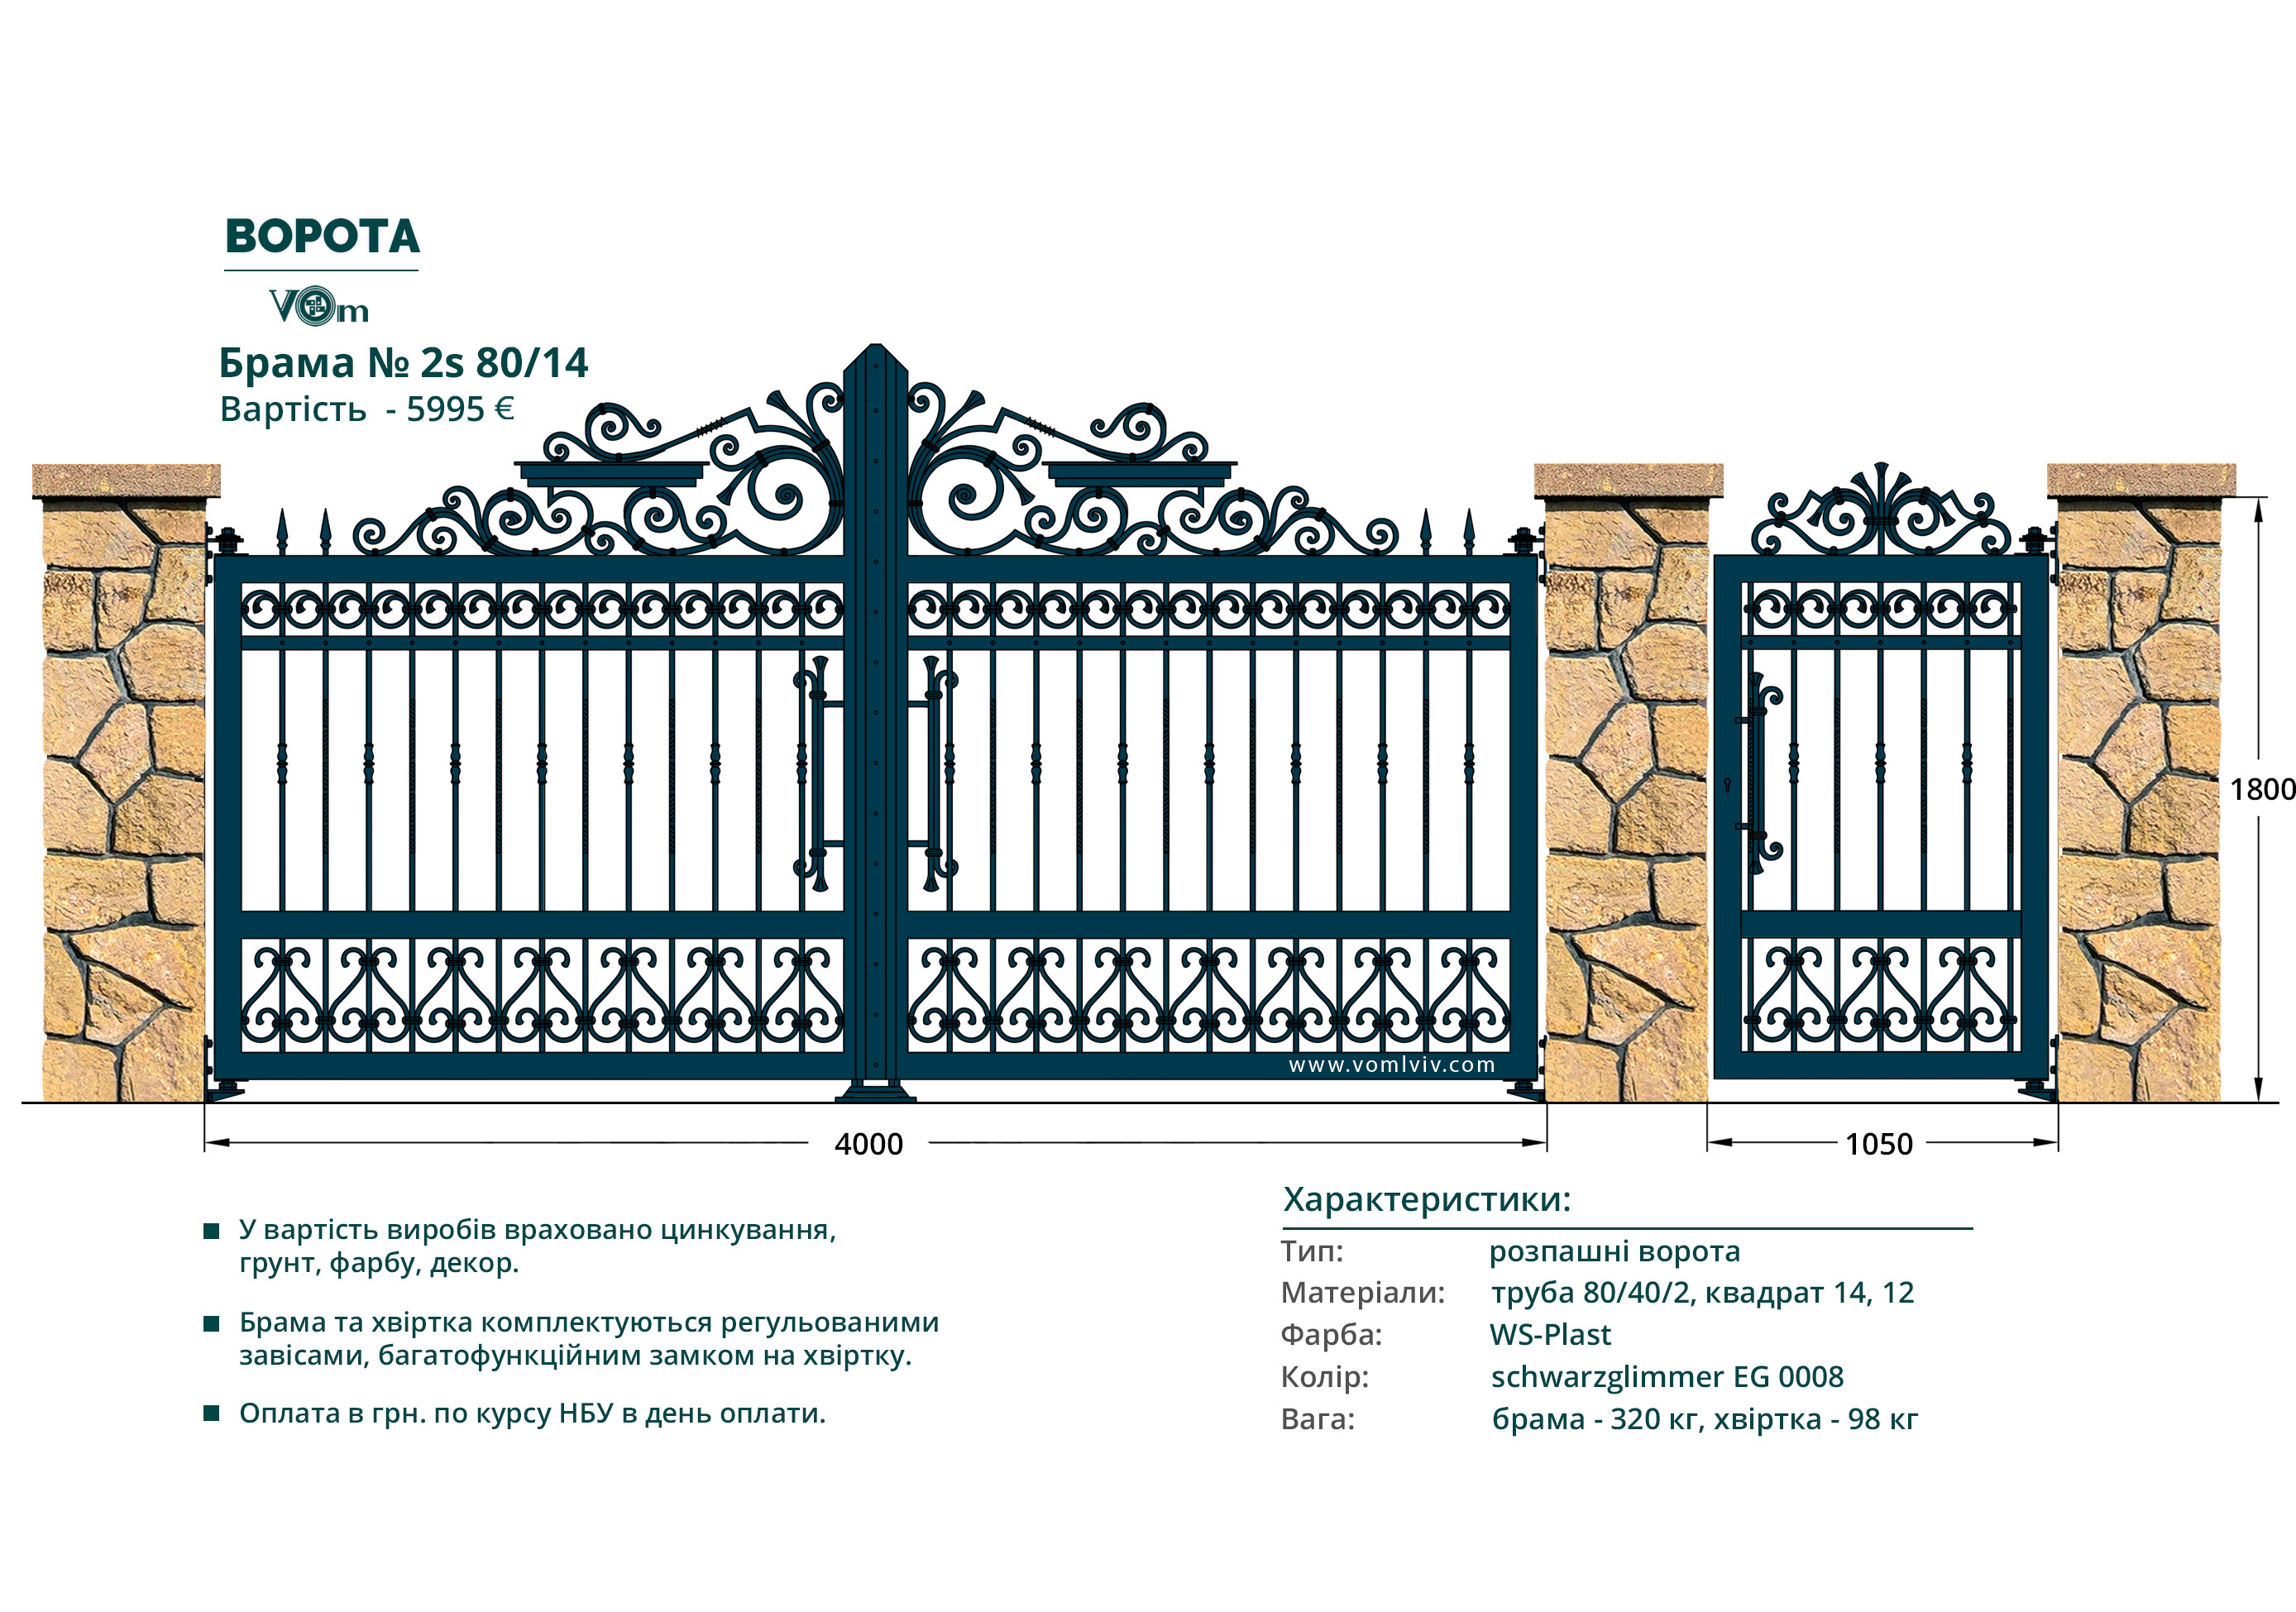 ВОРОТА
VOm
Брама № 2s 80/14
Вартість - 5995 €
1800
www.vomlviv.com
4000
1050
У вартість виробів враховано цинкування,
грунт, фарбу, декор.
Брама та хвіртка комплектуються регульованими
завісами, багатофункційним замком на хвіртку.
Оплата в грн. по курсу НБУ в день оплати.
Характеристики:
Тип: розпашні ворота
Матеріали: труба 80/40/2, квадрат 14, 12
Фарба: WS-Plast
Колір: schwarzglimmer EG 0008
Вага: брама - 320 кг, хвіртка - 98 кг